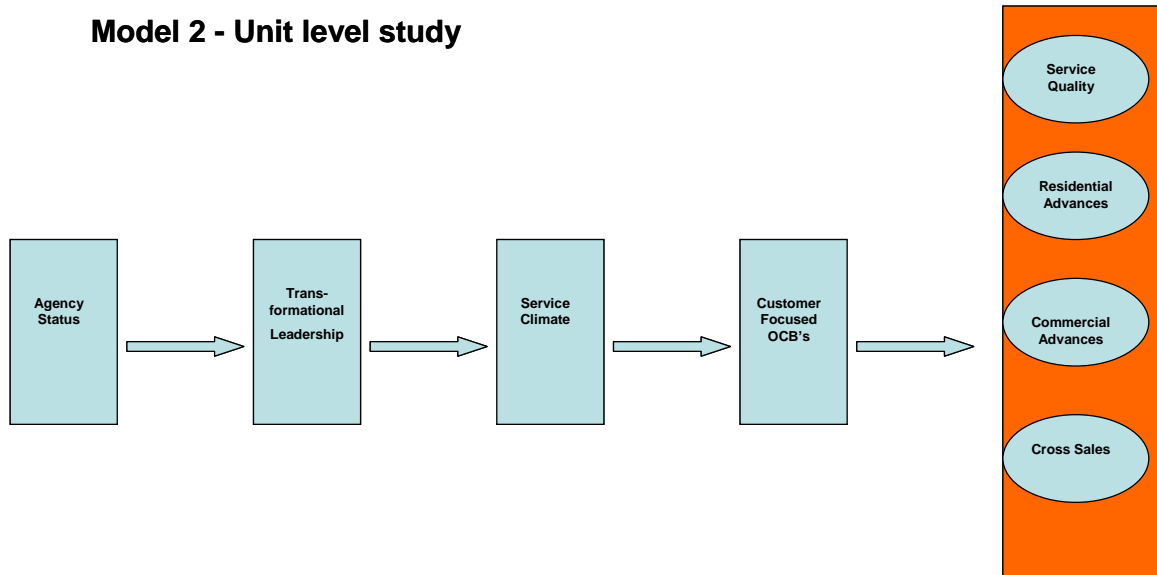 Model 2 - Unit level study
Agency
Status
Trans-
formational
Leadership
Service
Climate
Customer
Focused
OCB's
Service
Quality
Residential
Advances
Commercial
Advances
Cross Sales